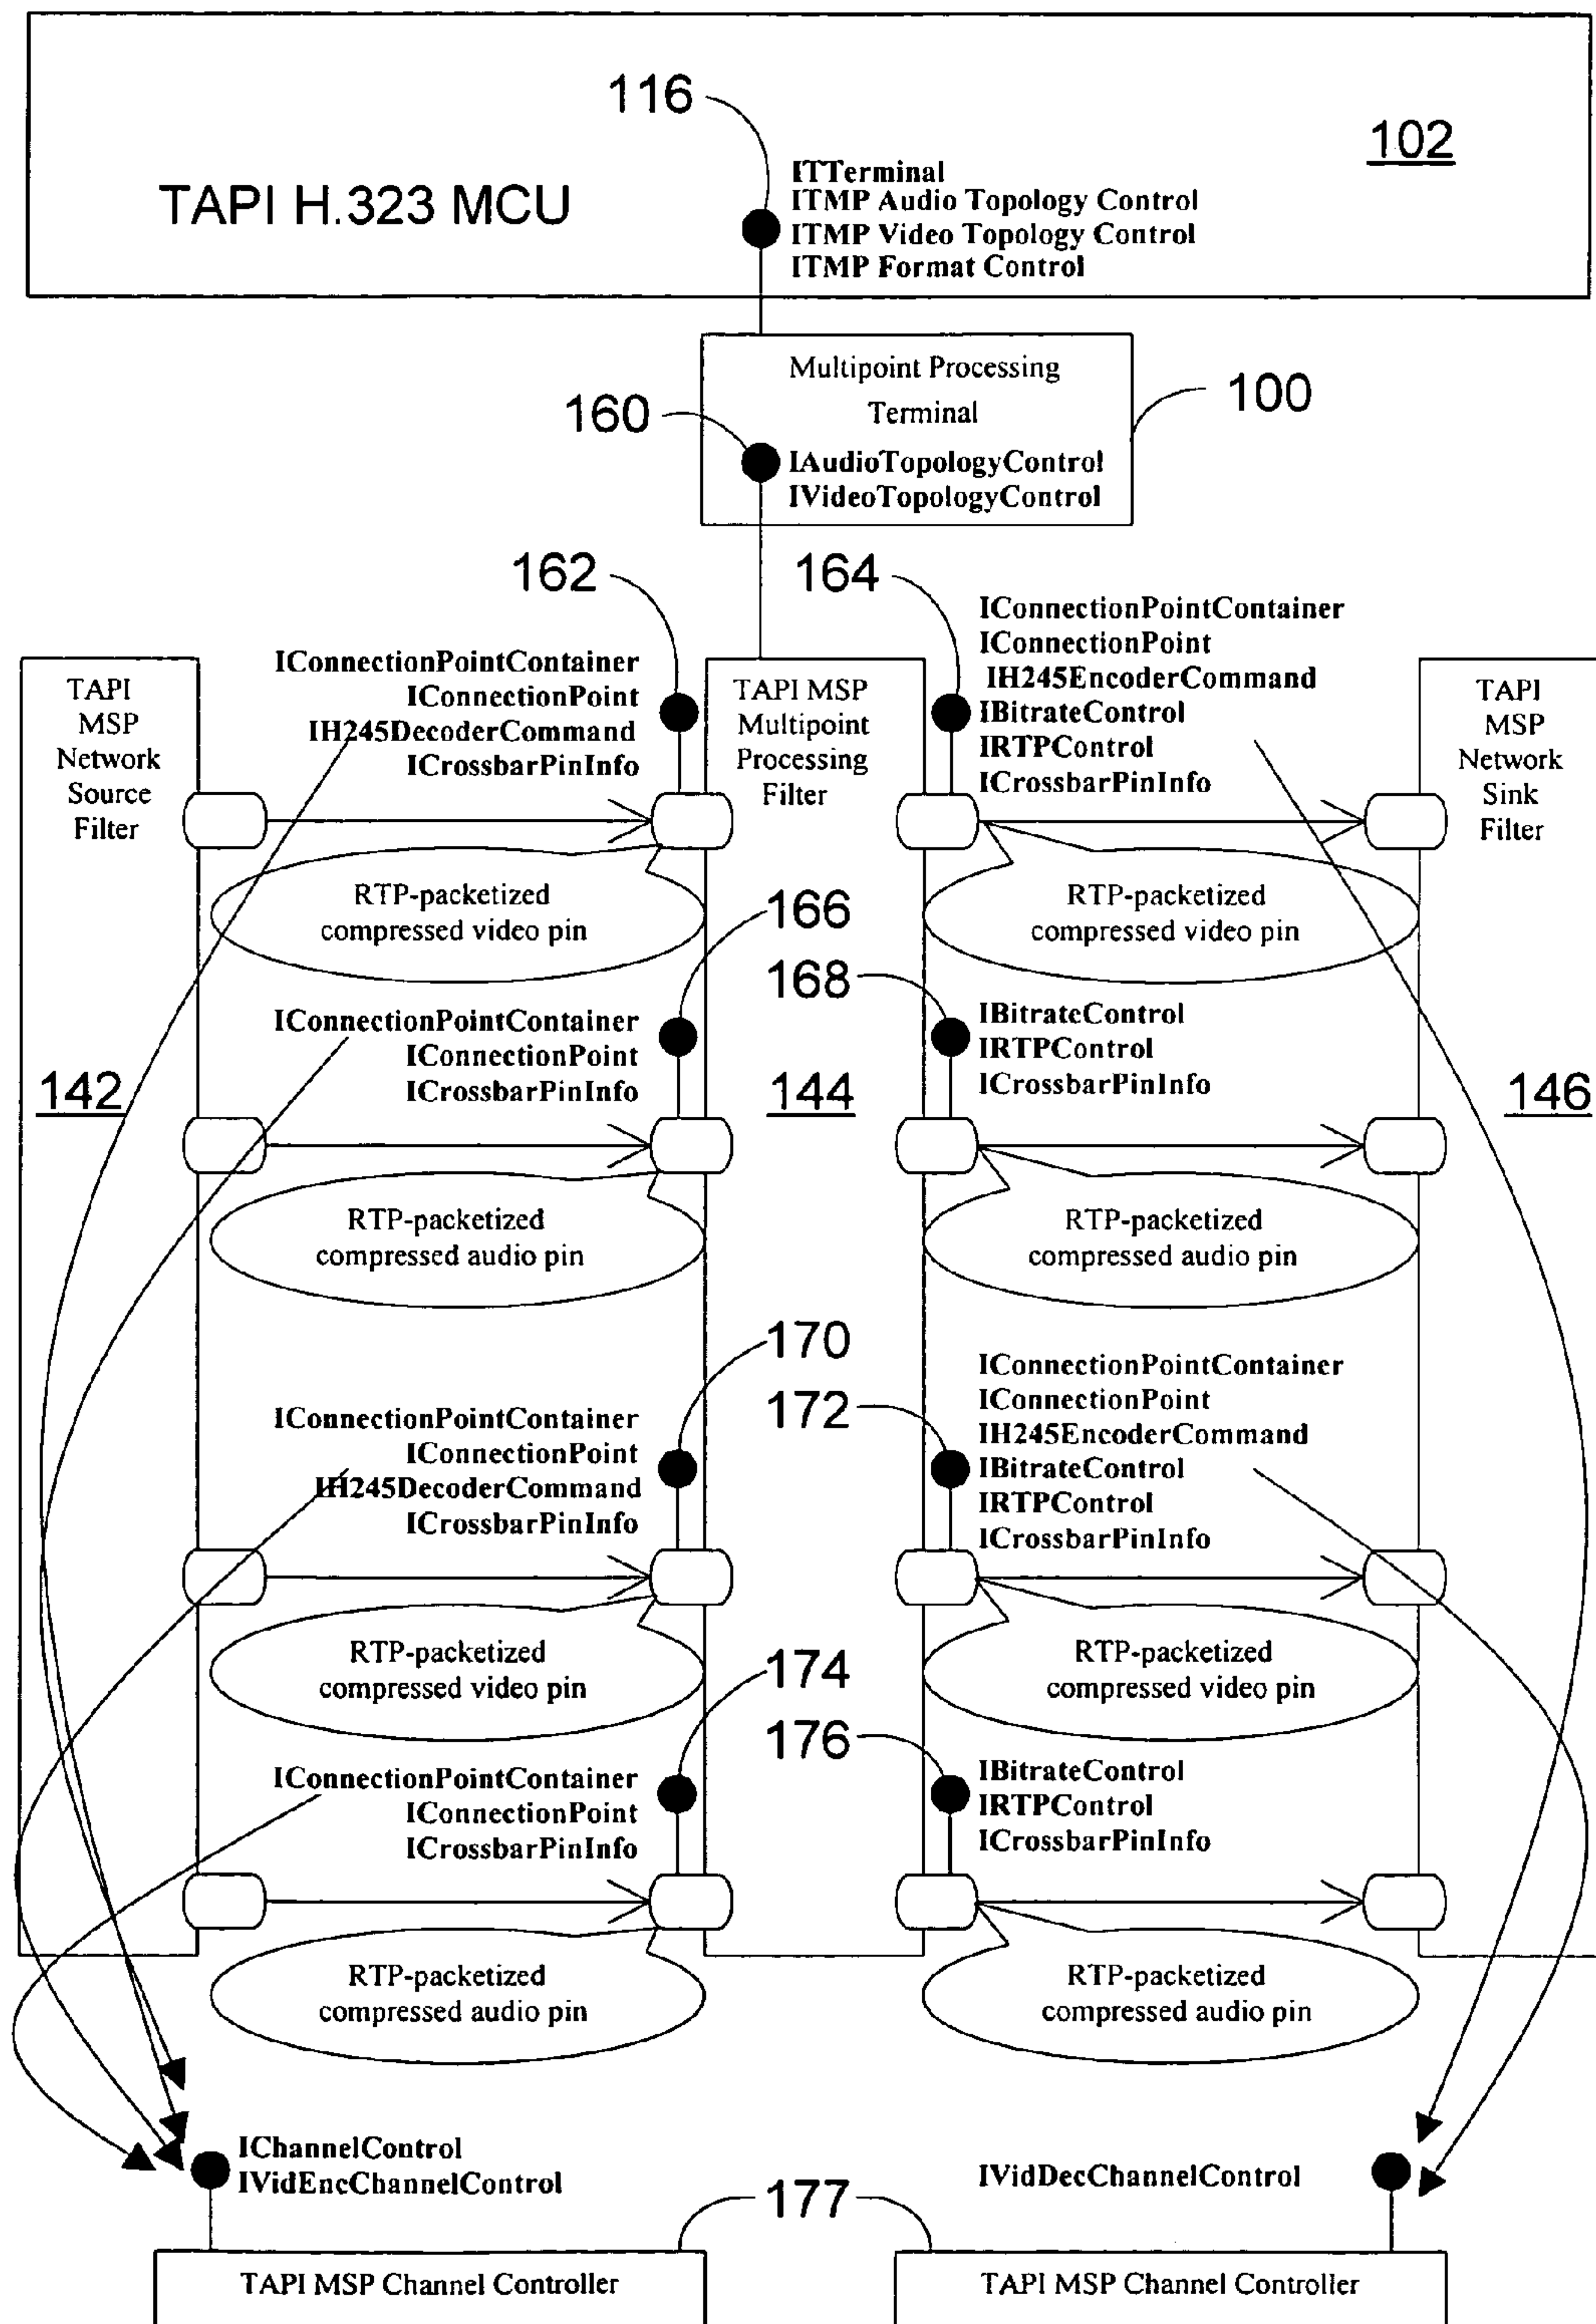 116
102
TAPI H.323 MCU
ITTerminal
ITMP Audio Topology Control
ITMP Video Topology Control
ITMP Format Control
Multipoint Processing
Terminal
100
160
IAudioTopologyControl
IVideoTopologyControl
162
164
TAPI
MSP
Network
Source
Filter
IConnectionPointContainer
IConnectionPoint
IH245DecoderCommand
ICrossbarPinInfo
TAPI MSP
Multipoint
Processing
Filter
IConnectionPointContainer
IConnectionPoint
IH245EncoderCommand
IBitrateControl
IRTPControl
ICrossbarPinInfo
TAPI
MSP
Network
Sink
Filter
RTP-packetized
compressed video pin
166
168
RTP-packetized
compressed video pin
142
IConnectionPointContainer
IConnectionPoint
ICrossbarPinInfo
144
IBitrateControl
IRTPControl
ICrossbarPinInfo
146
RTP-packetized
compressed audio pin
RTP-packetized
compressed audio pin
170
172
IConnectionPointContainer
IConnectionPoint
IH245DecoderCommand
ICrossbarPinInfo
IConnectionPointContainer
IConnectionPoint
IH245EncoderCommand
IBitrateControl
IRTPControl
ICrossbarPinInfo
RTP-packetized
compressed video pin
174
176
RTP-packetized
compressed video pin
IConnectionPointContainer
IConnectionPoint
ICrossbarPinInfo
IBitrateControl
IRTPControl
ICrossbarPinInfo
RTP-packetized
compressed audio pin
RTP-packetized
compressed audio pin
IChannelControl
IVidEncChannelControl
IVidDecChannelControl
177
TAPI MSP Channel Controller
TAPI MSP Channel Controller